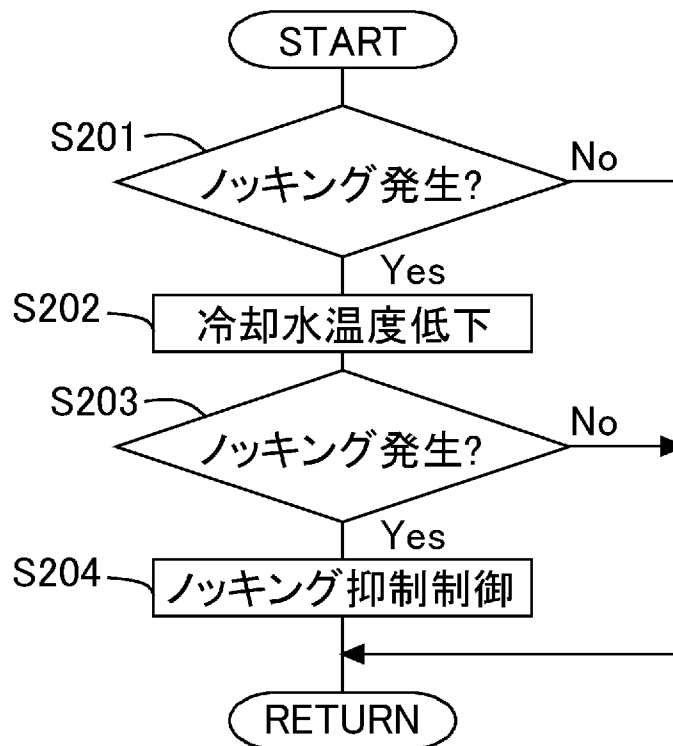 START
S201
ノッキング発生?
No
Yes
S202
冷却水温度低下
S203
ノッキング発生?
No
Yes
S204
ノッキング抑制制御
RETURN